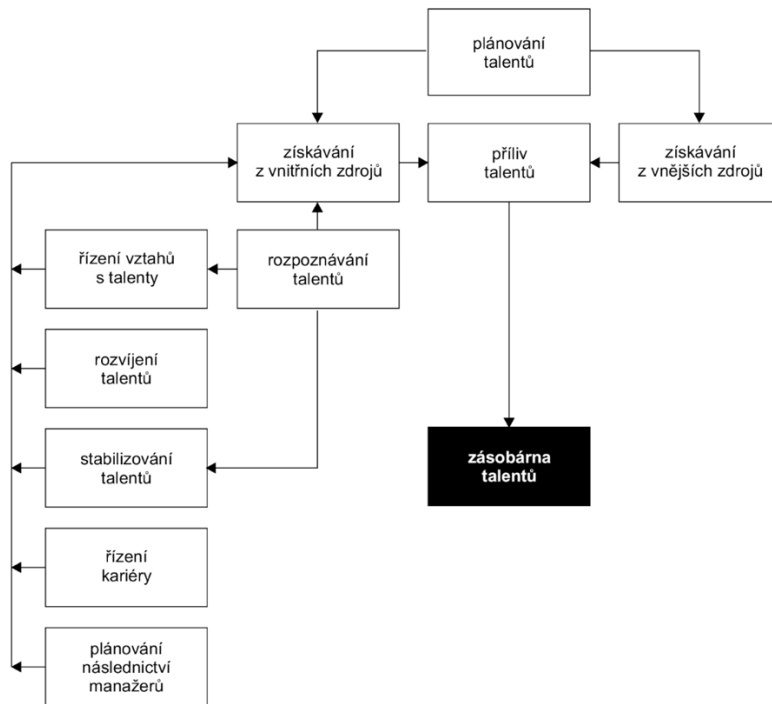 plánování
talentů
získávání
z vnitřních zdrojů
příliv
talentů
získávání
z vnějších zdrojů
řízení vztahů
s talenty
rozpoznávání
talentů
rozvíjení
talentů
stabilizování
talentů
zásobárna
talentů
řízení
kariéry
plánování
následnictví
manažerů